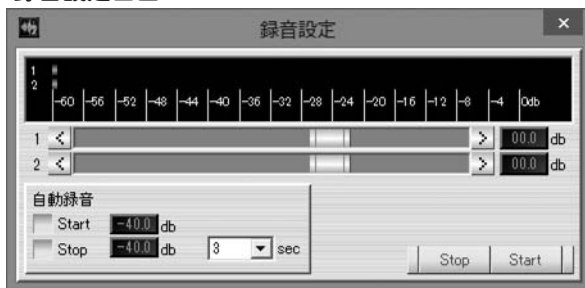 録音設定
1
2
-60 -56 -52 -48 -44 -40 -36 -32 -28 -24 -20 -16 -12 -8 -4 0db
1 < > 00.0 db
2 < > 00.0 db
自動録音
Start -40.0 db
Stop -40.0 db 3 sec
Stop Start